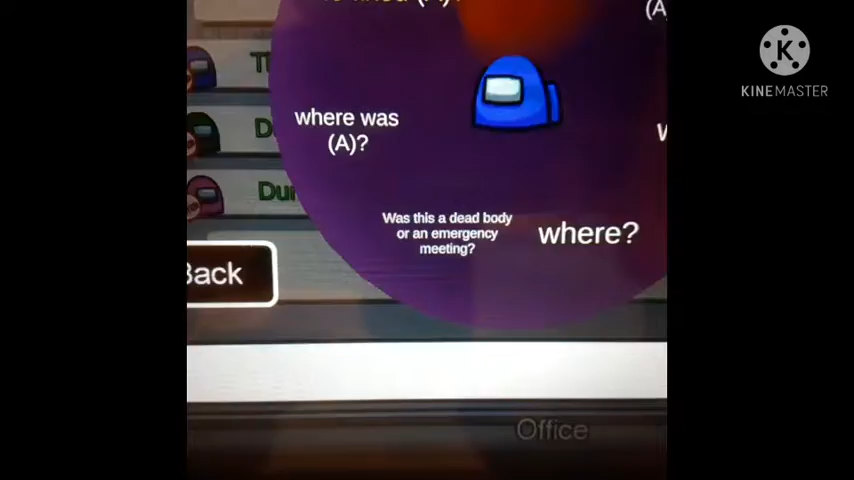 (A)
where was
(A)?
Was this a dead body
or an emergency
meeting?
where?
Back
Office
KINEMASTER